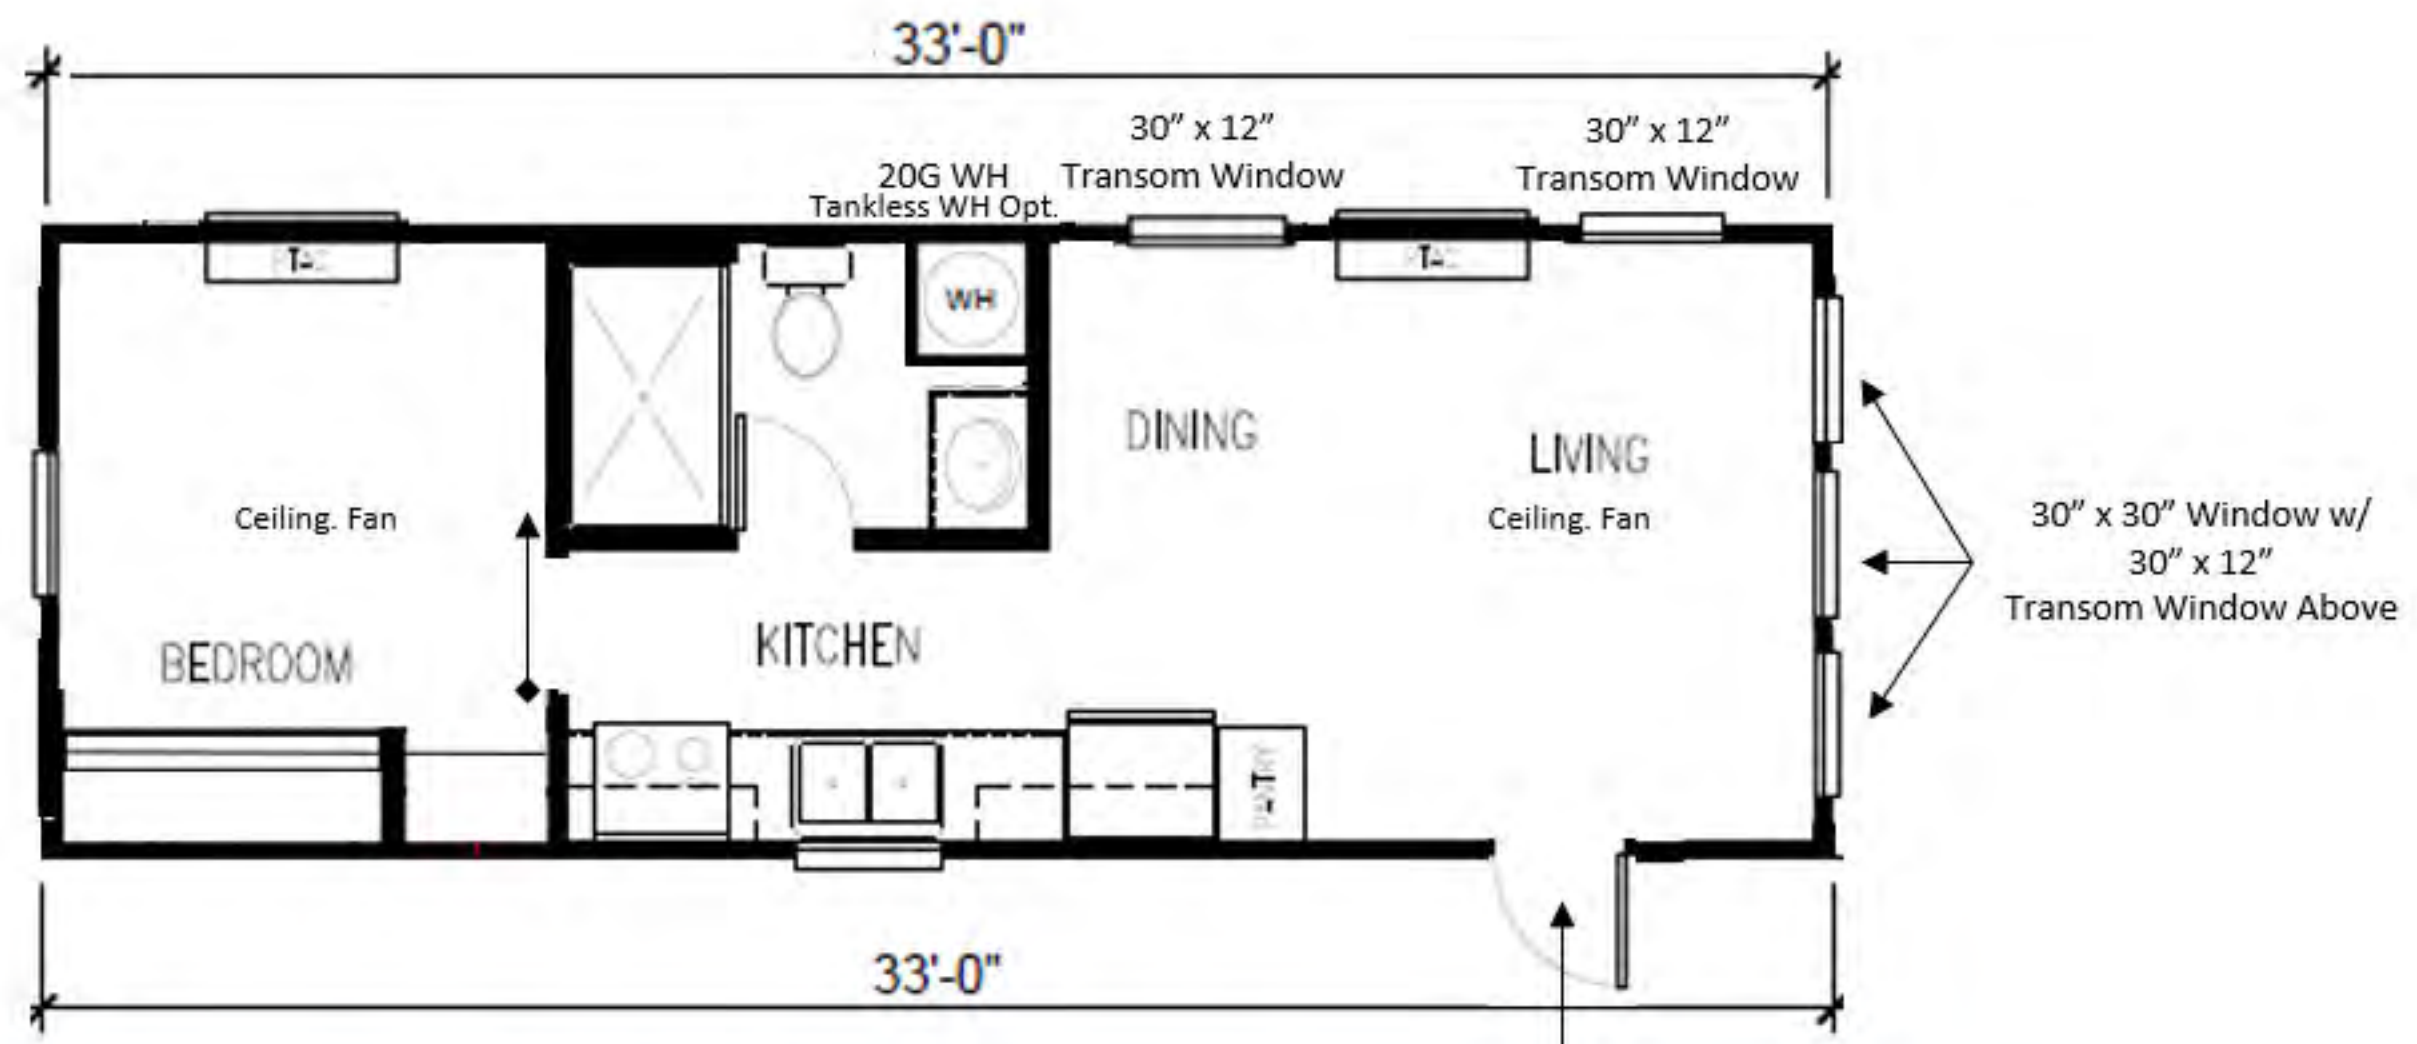 33'-0"
30" x 12"
Transom Window
30" x 12"
Transom Window
20G WH
Tankless WH Opt.
WH
DINING
LIVING
Ceiling. Fan
Ceiling. Fan
30" x 30" Window w/
30" x 12"
Transom Window Above
BEDROOM
KITCHEN
PANTRY
33'-0"